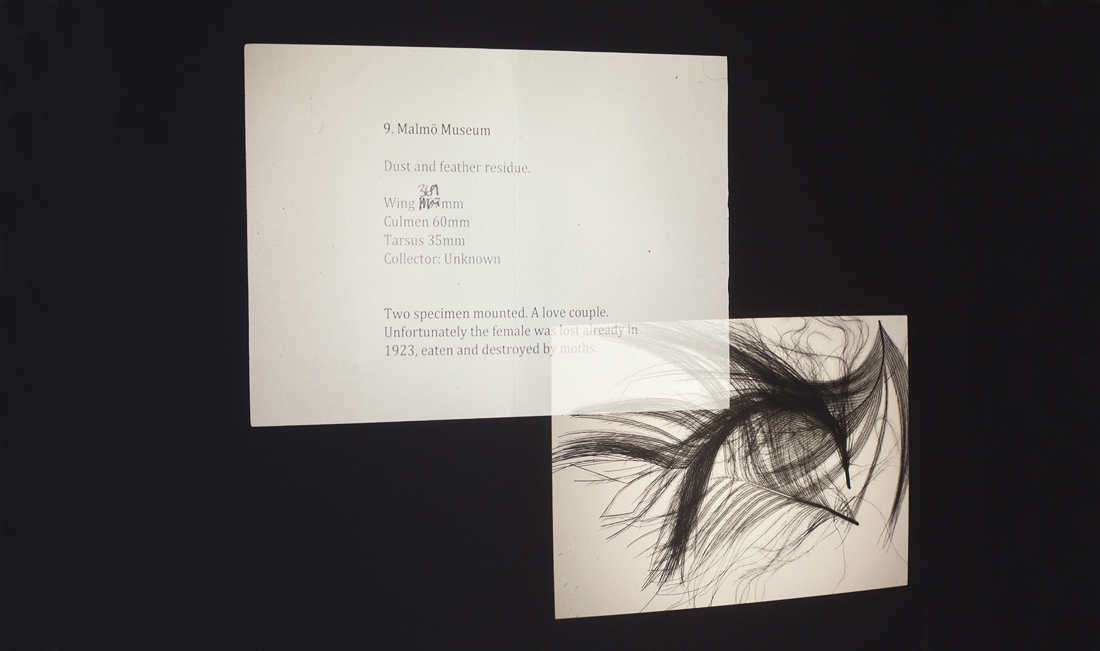 9. Malmö Museum
Dust and feather residue.
369
Wing mm
Culmen 60mm
Tarsus 35mm
Collector: Unknown
Two specimen mounted. A love couple.
Unfortunately the female was lost already in
1923, eaten and destroyed by moths.